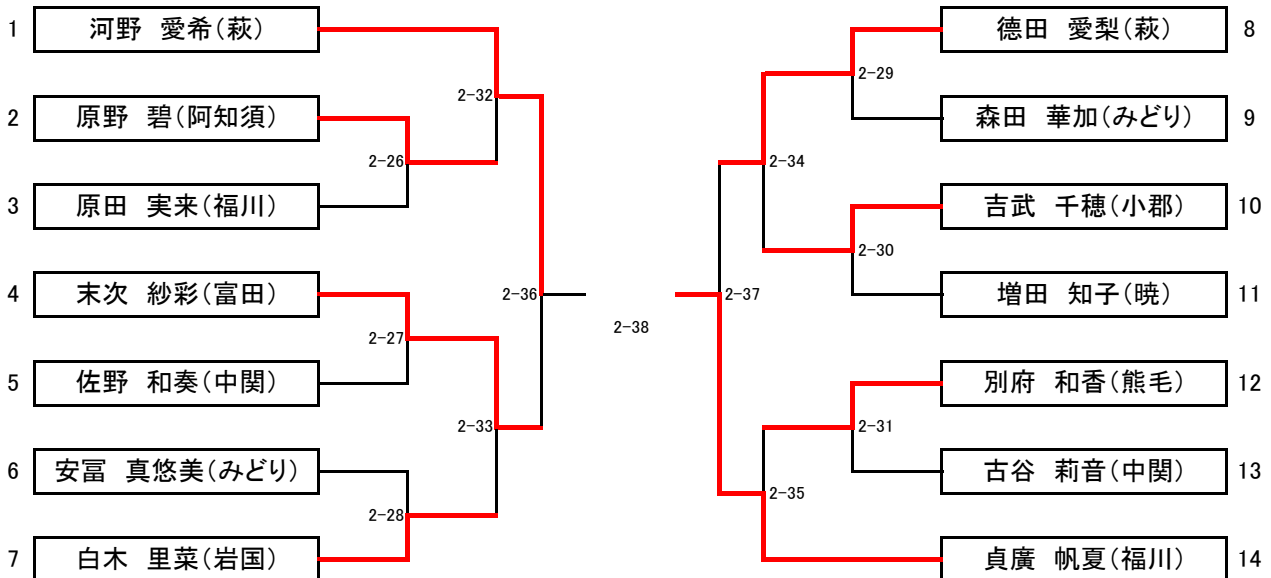 1 河野 愛希(萩)
2-32
2 原野 碧(阿知須)
2-26
3 原田 実来(福川)
4 末次 紗彩(富田)
2-36
2-27
5 佐野 和奏(中関)
2-33
6 安冨 真悠美(みどり)
2-28
7 白木 里菜(岩国)
2-38
徳田 愛梨(萩) 8
2-29
森田 華加(みどり) 9
2-34
吉武 千穂(小郡) 10
2-30
増田 知子(暁) 11
2-37
別府 和香(熊毛) 12
2-31
古谷 莉音(中関) 13
2-35
貞廣 帆夏(福川) 14